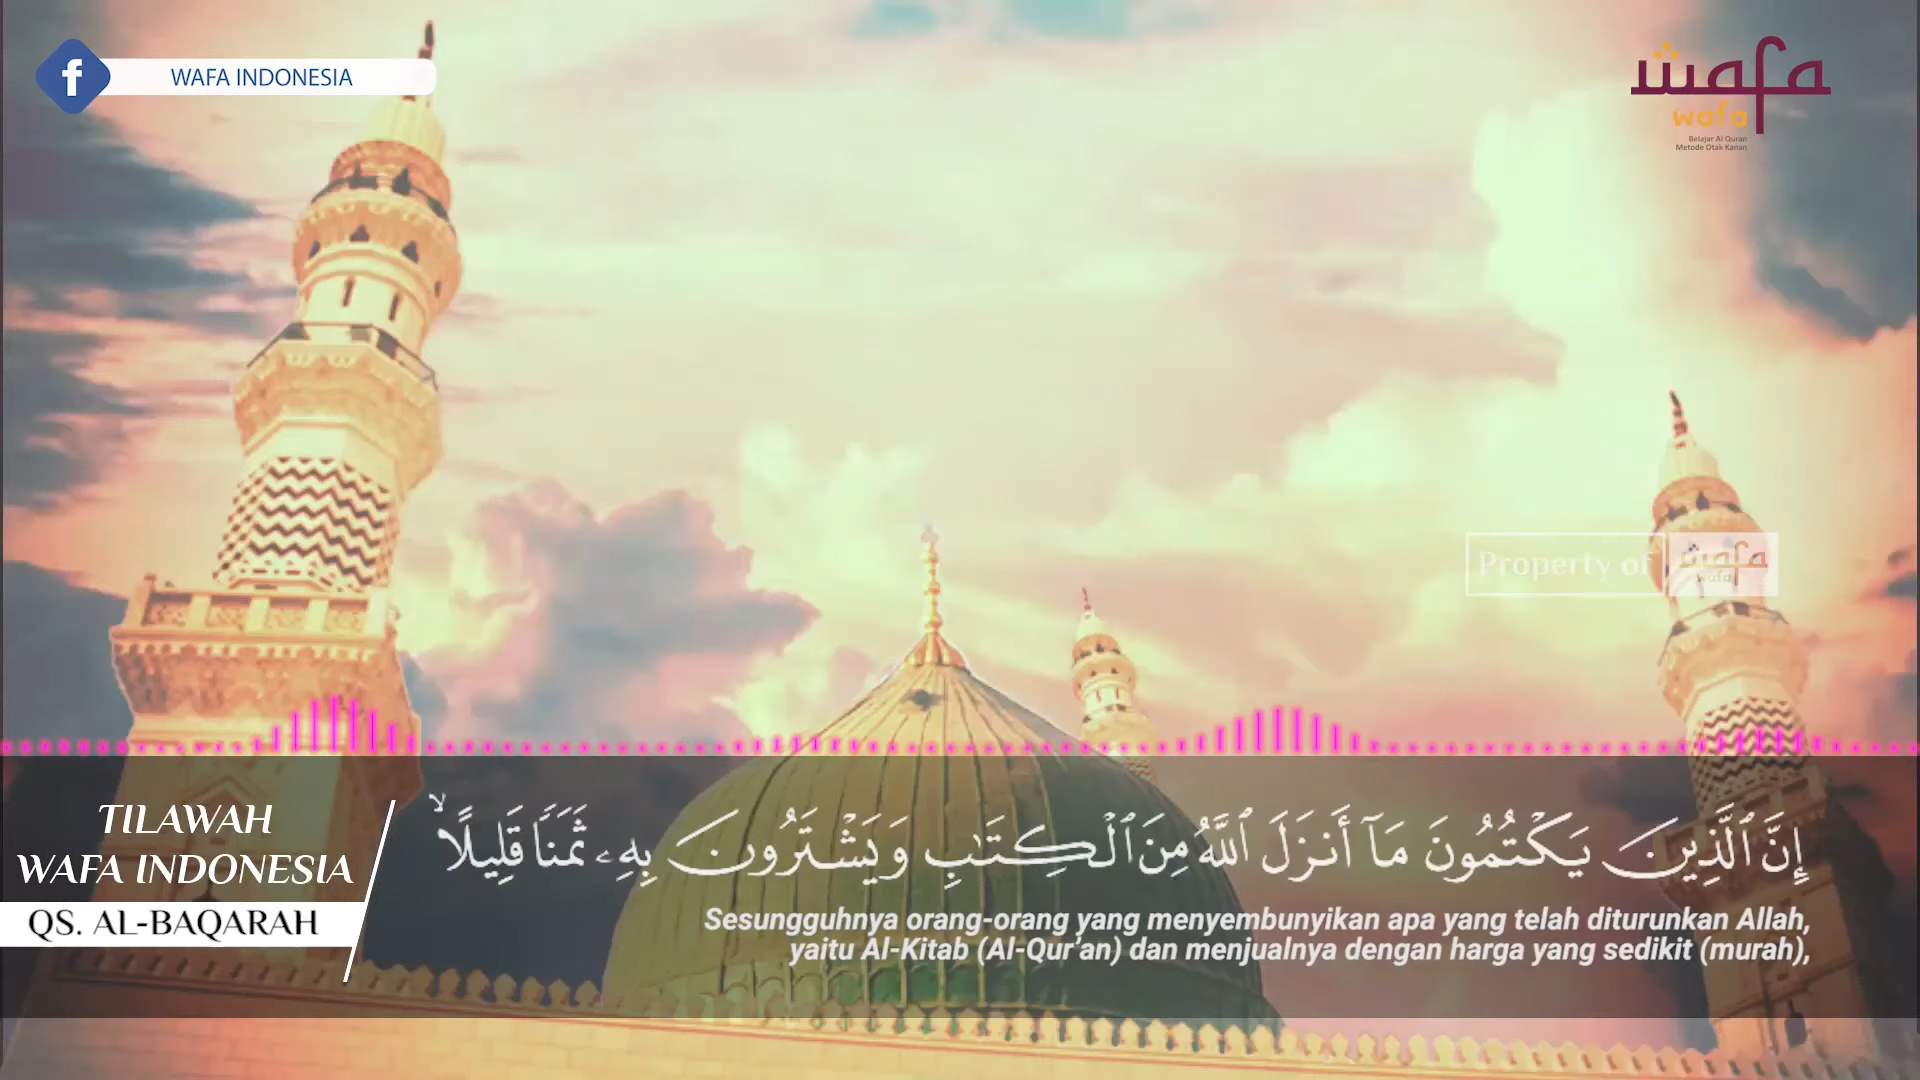 f WAFA INDONESIA
wafa
wafa
Belajar Al Quran
Metode Otak Kanan
Property of wafa
wafa
TILAWAH
WAFA INDONESIA
QS. AL-BAQARAH
إِنَّ ٱلَّذِينَ يَكْتُمُونَ مَآ أَنزَلَ ٱللَّهُ مِنَ ٱلْكِتَٰبِ وَيَشْتَرُونَ بِهِۦ ثَمَنًا قَلِيلًاۙ
Sesungguhnya orang-orang yang menyembunyikan apa yang telah diturunkan Allah,
yaitu Al-Kitab (Al-Qur'an) dan menjualnya dengan harga yang sedikit (murah),